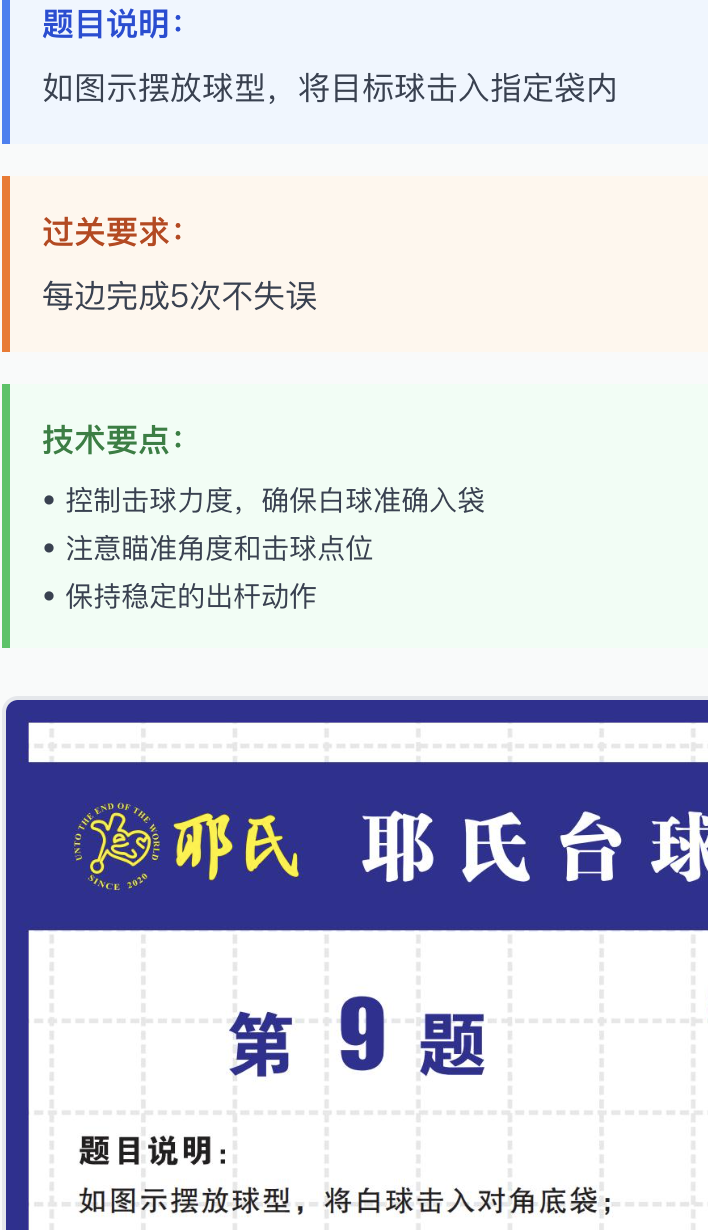 题目说明：
如图示摆放球型，将目标球击入指定袋内
过关要求：
每边完成5次不失误
技术要点：
• 控制击球力度，确保白球准确入袋
• 注意瞄准角度和击球点位
• 保持稳定的出杆动作
UNTO THE END OF THE WORLD
SINCE 2020
耶氏
耶氏台球
第9题
题目说明：
如图示摆放球型，将白球击入对角底袋；